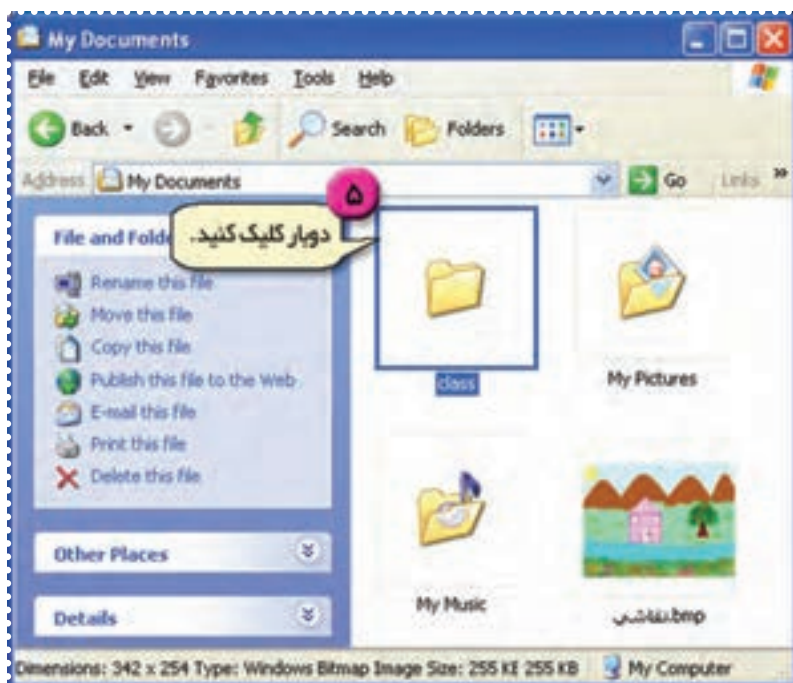 My Documents
File Edit View Favorites Tools Help
Back Search Folders
Address My Documents Go Links »
۵
دوبار کلیک کنید.
File and Folde
Rename this file
Move this file
Copy this file
Publish this file to the Web
E-mail this file
Print this file
Delete this file
Other Places
Details
class
My Pictures
My Music
نقاشی.bmp
Dimensions: 342 x 254 Type: Windows Bitmap Image Size: 255 KB 255 KB My Computer